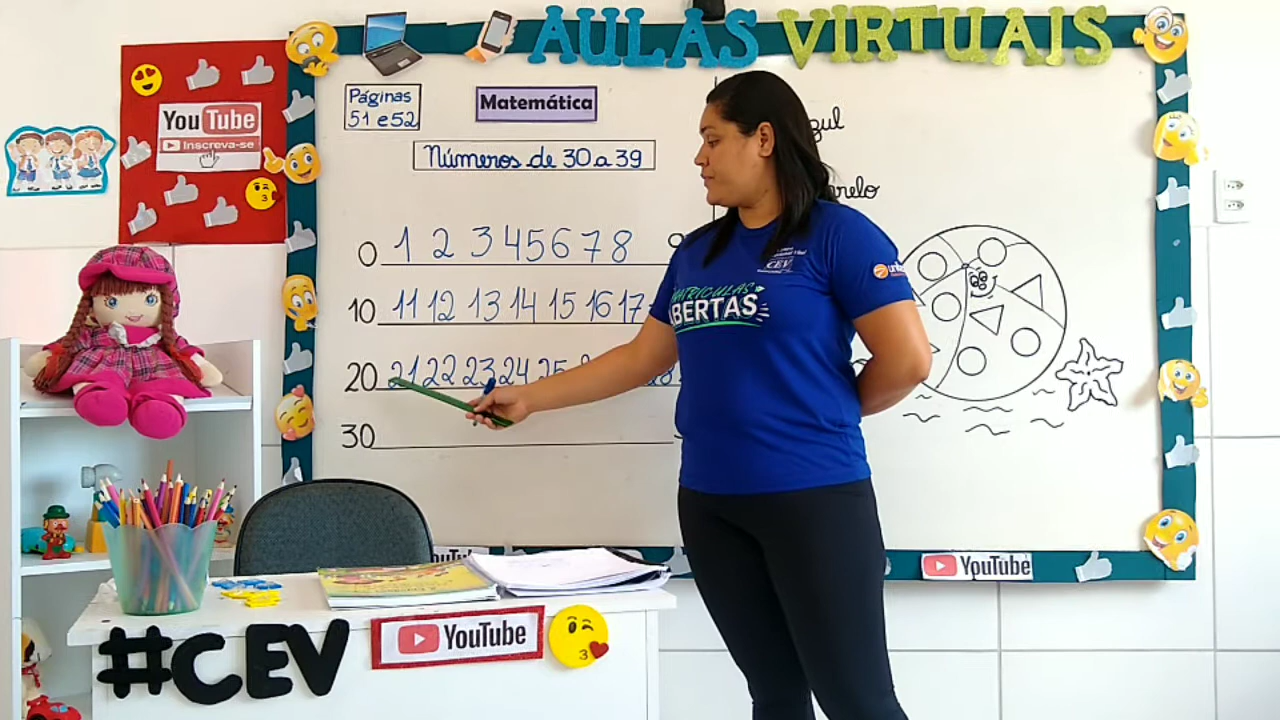 AULAS VIRTUAIS
YouTube
Inscreva-se
Páginas
51 e 52
Matemática
Números de 30 a 39
0 1 2 3 4 5 6 7 8
10 11 12 13 14 15 16 17
20 21 22 23 24 25 28
30
CEV
MATRÍCULAS
ABERTAS
YouTube
#CEV
YouTube